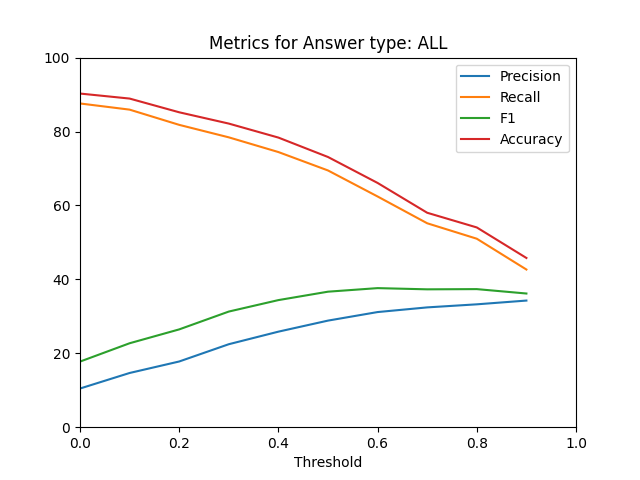 Metrics for Answer type: ALL
100
80
60
40
20
0
Precision
Recall
F1
Accuracy
0.0 0.2 0.4 0.6 0.8 1.0
Threshold